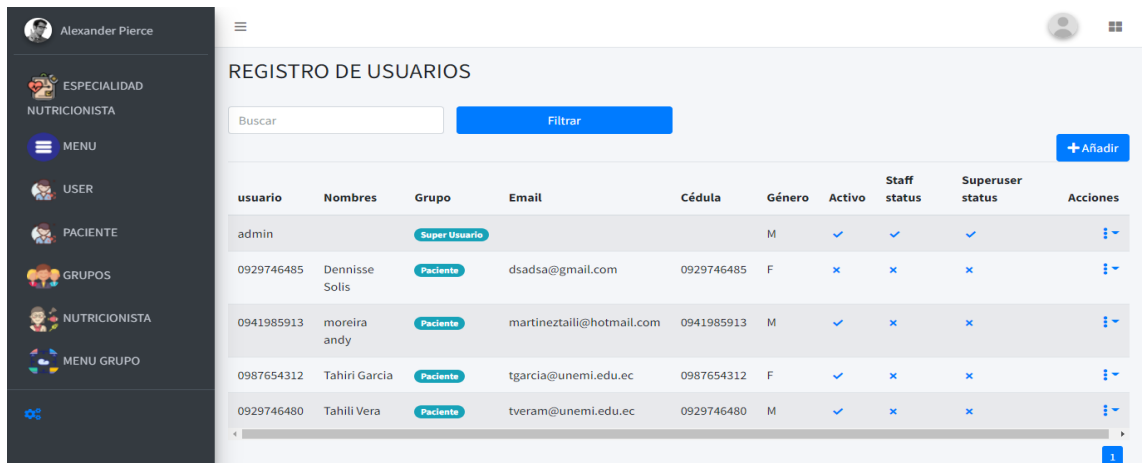 Alexander Pierce
ESPECIALIDAD
NUTRICIONISTA
MENU
USER
PACIENTE
GRUPOS
NUTRICIONISTA
MENU GRUPO
REGISTRO DE USUARIOS
Buscar Filtrar
Añadir
usuario Nombres Grupo Email Cédula Género Activo Staff status Superuser status Acciones
admin Super Usuario M
0929746485 Dennisse Solis Paciente dsadsa@gmail.com 0929746485 F
0941985913 moreira andy Paciente martineztaili@hotmail.com 0941985913 M
0987654312 Tahiri Garcia Paciente tgarcia@unemi.edu.ec 0987654312 F
0929746480 Tahili Vera Paciente tveram@unemi.edu.ec 0929746480 M
1